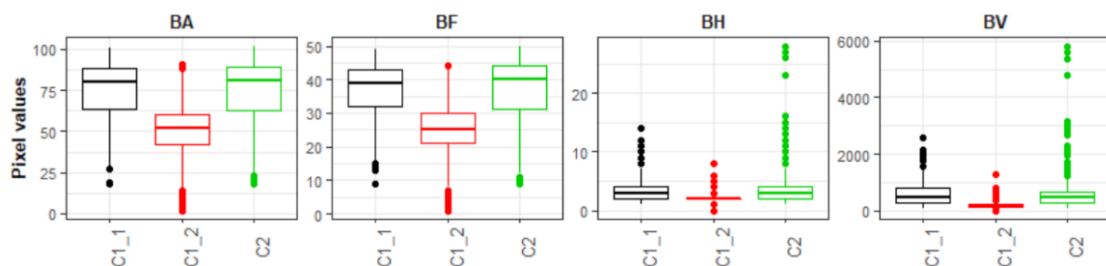 BA BF BH BV
Pixel values
100 75 50 25 0
50 40 30 20 10 0
20 10 0
6000 4000 2000 0
C1_1 C1_2 C2 C1_1 C1_2 C2 C1_1 C1_2 C2 C1_1 C1_2 C2